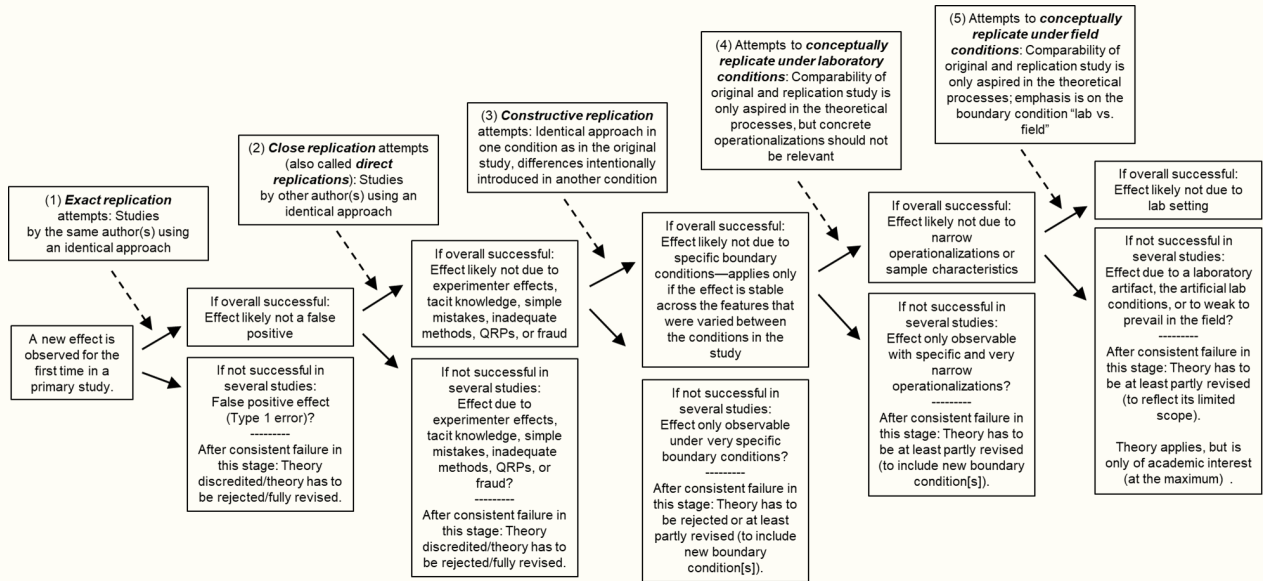 (1) Exact replication
attempts: Studies
by the same author(s) using
an identical approach
A new effect is
observed for the
first time in a
primary study.
If overall successful:
Effect likely not a false
positive
If not successful in
several studies:
False positive effect
(Type 1 error)?
---------
After consistent failure in
this stage: Theory
discredited/theory has to
be rejected/fully revised.
(2) Close replication attempts
(also called direct
replications): Studies
by other author(s) using an
identical approach
If overall successful:
Effect likely not due to
experimenter effects,
tacit knowledge, simple
mistakes, inadequate
methods, QRPs, or fraud
If not successful in
several studies:
Effect due to
experimenter effects,
tacit knowledge, simple
mistakes, inadequate
methods, QRPs, or
fraud?
---------
After consistent failure in
this stage: Theory
discredited/theory has to
be rejected/fully revised.
(3) Constructive replication
attempts: Identical approach in
one condition as in the original
study, differences intentionally
introduced in another condition
If overall successful:
Effect likely not due to
specific boundary
conditions—applies only
if the effect is stable
across the features that
were varied between
the conditions in the
study
If not successful in
several studies:
Effect only observable
under very specific
boundary conditions?
---------
After consistent failure in
this stage: Theory has to
be rejected or at least
partly revised (to include
new boundary
condition[s]).
(4) Attempts to conceptually
replicate under laboratory
conditions: Comparability of
original and replication study is
only aspired in the theoretical
processes, but concrete
operationalizations should not
be relevant
If overall successful:
Effect likely not due to
narrow
operationalizations or
sample characteristics
If not successful in
several studies:
Effect only observable
with specific and very
narrow
operationalizations?
---------
After consistent failure in
this stage: Theory has to
be at least partly revised
(to include new boundary
condition[s]).
(5) Attempts to conceptually
replicate under field
conditions: Comparability of
original and replication study is
only aspired in the theoretical
processes; emphasis is on the
boundary condition “lab vs.
field”
If overall successful:
Effect likely not due to
lab setting
If not successful in
several studies:
Effect due to a laboratory
artifact, the artificial lab
conditions, or to weak to
prevail in the field?
---------
After consistent failure in
this stage: Theory has to
be at least partly revised
(to reflect its limited
scope).
Theory applies, but is
only of academic interest
(at the maximum) .